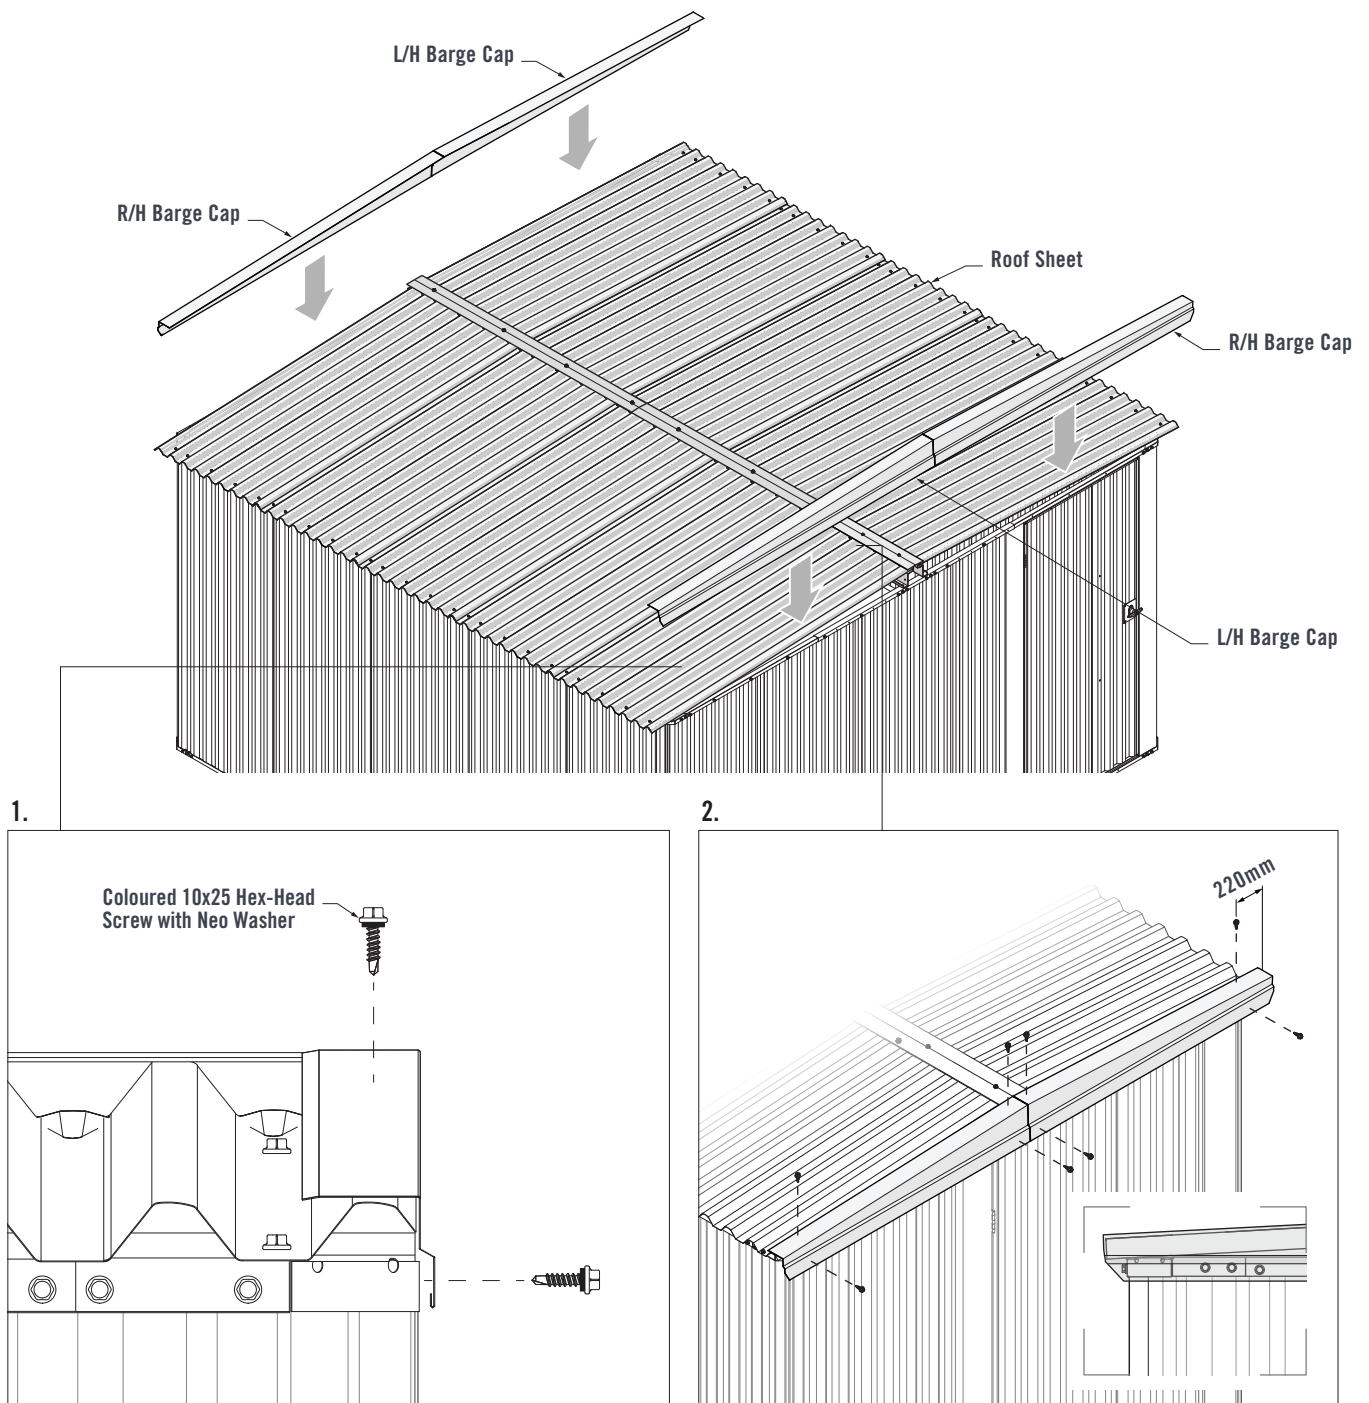 L/H Barge Cap
R/H Barge Cap
Roof Sheet
R/H Barge Cap
L/H Barge Cap
1.
Coloured 10x25 Hex-Head
Screw with Neo Washer
2.
220mm